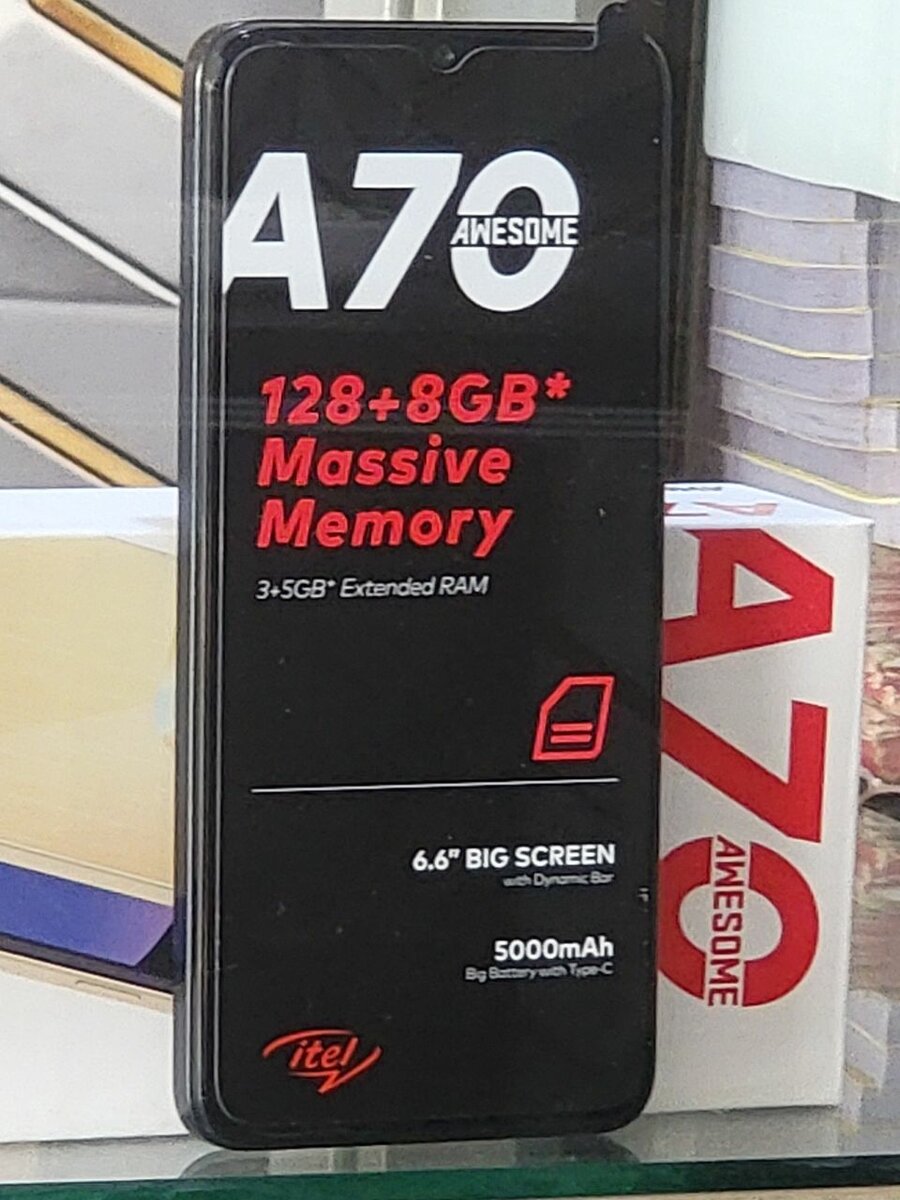 A70
AWESOME
128+8GB*
Massive
Memory
3+5GB* Extended RAM
6.6" BIG SCREEN
with Dynamic Bar
5000mAh
Big Battery with Type-C
itel
A70
AWESOME